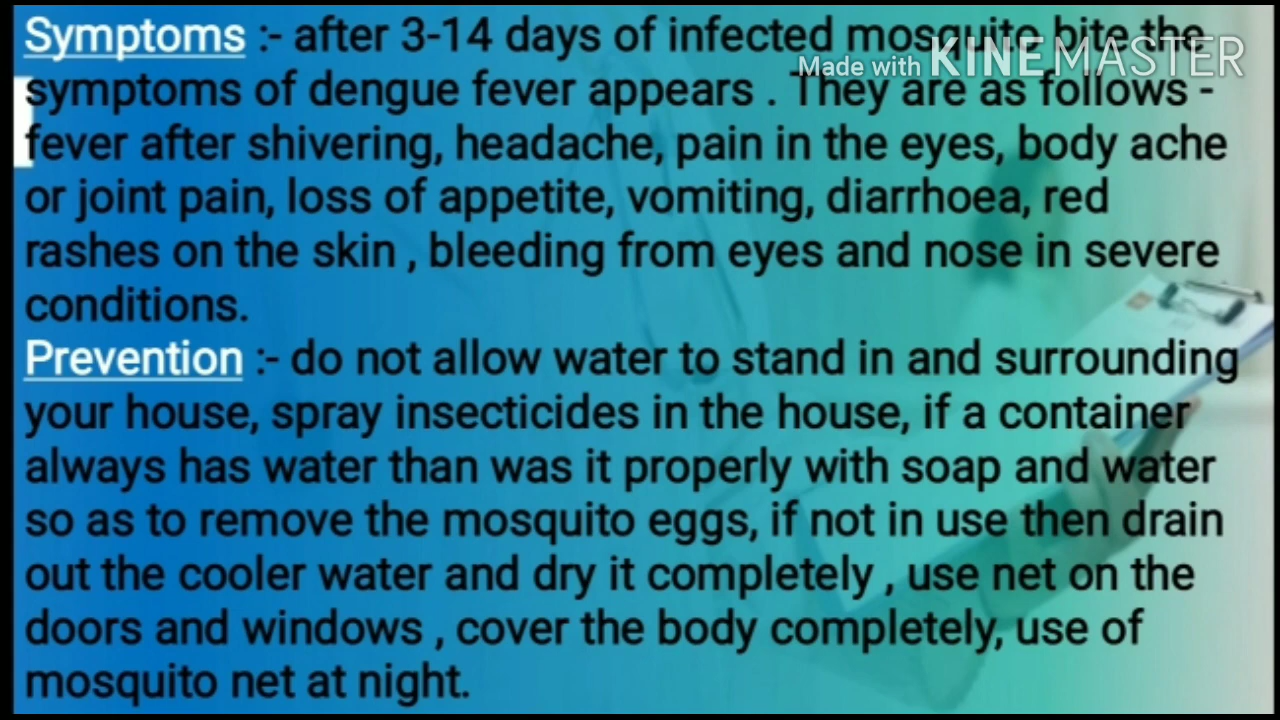 Symptoms :- after 3-14 days of infected mosquito bite the
Made with KINEMASTER
symptoms of dengue fever appears . They are as follows -
fever after shivering, headache, pain in the eyes, body ache
or joint pain, loss of appetite, vomiting, diarrhoea, red
rashes on the skin , bleeding from eyes and nose in severe
conditions.
Prevention :- do not allow water to stand in and surrounding
your house, spray insecticides in the house, if a container
always has water than was it properly with soap and water
so as to remove the mosquito eggs, if not in use then drain
out the cooler water and dry it completely , use net on the
doors and windows , cover the body completely, use of
mosquito net at night.